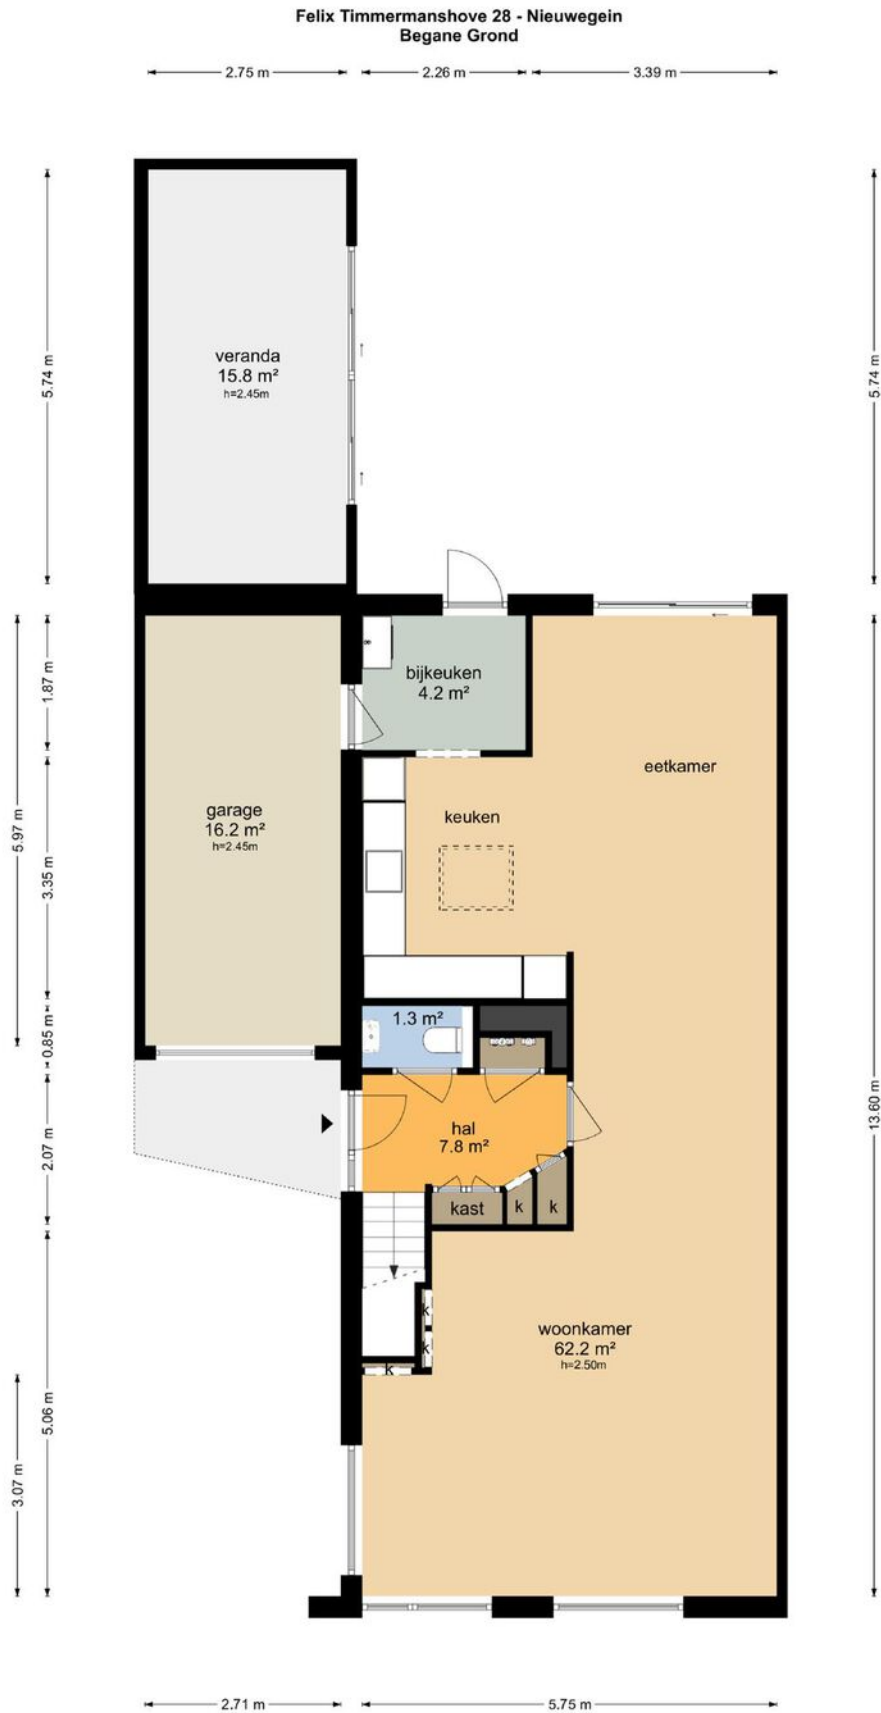 Felix Timmermanshove 28 - Nieuwegein
Begane Grond
2.75 m
2.26 m
3.39 m
5.74 m
5.74 m
veranda
15.8 m²
h=2.45m
bijkeuken
4.2 m²
1.87 m
eetkamer
keuken
garage
16.2 m²
h=2.45m
5.97 m
3.35 m
1.3 m²
0.85 m
hal
7.8 m²
2.07 m
13.60 m
kast
k
k
k
k
k
woonkamer
62.2 m²
h=2.50m
5.06 m
3.07 m
2.71 m
5.75 m